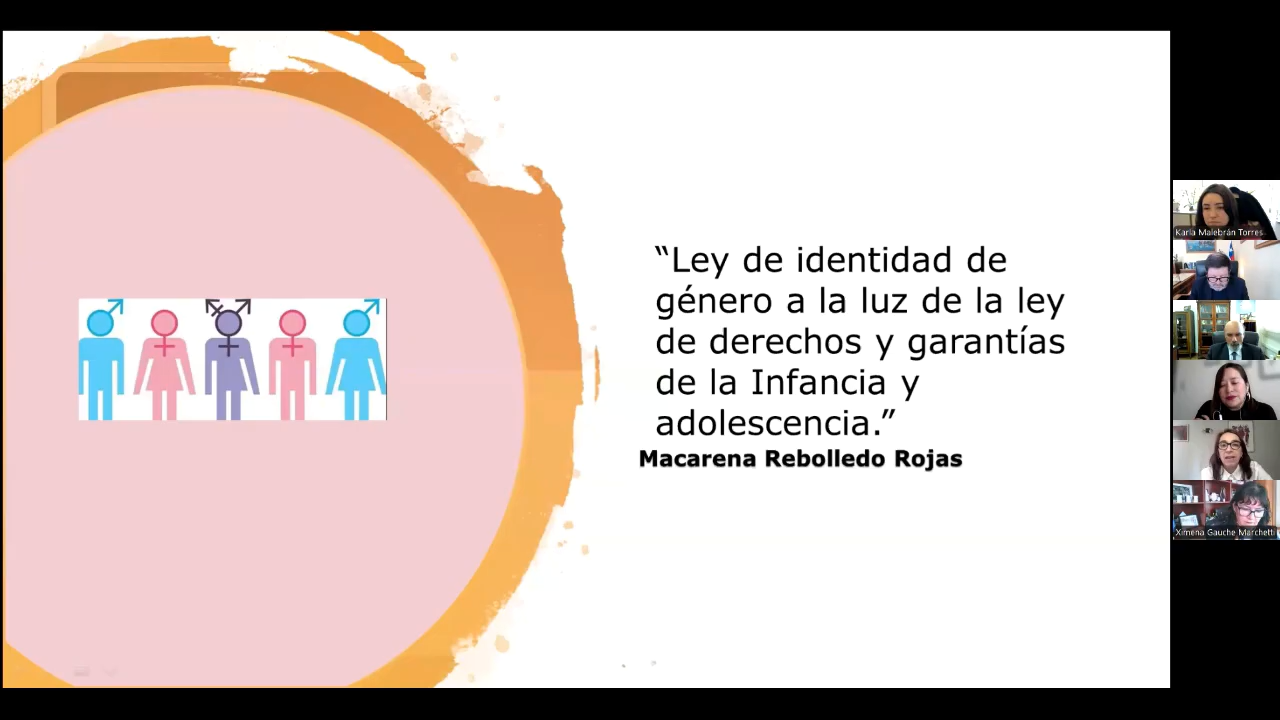 “Ley de identidad de
género a la luz de la ley
de derechos y garantías
de la Infancia y
adolescencia.”
Macarena Rebolledo Rojas
Karla Malebrán Torres
Ximena Gauche Marchetti